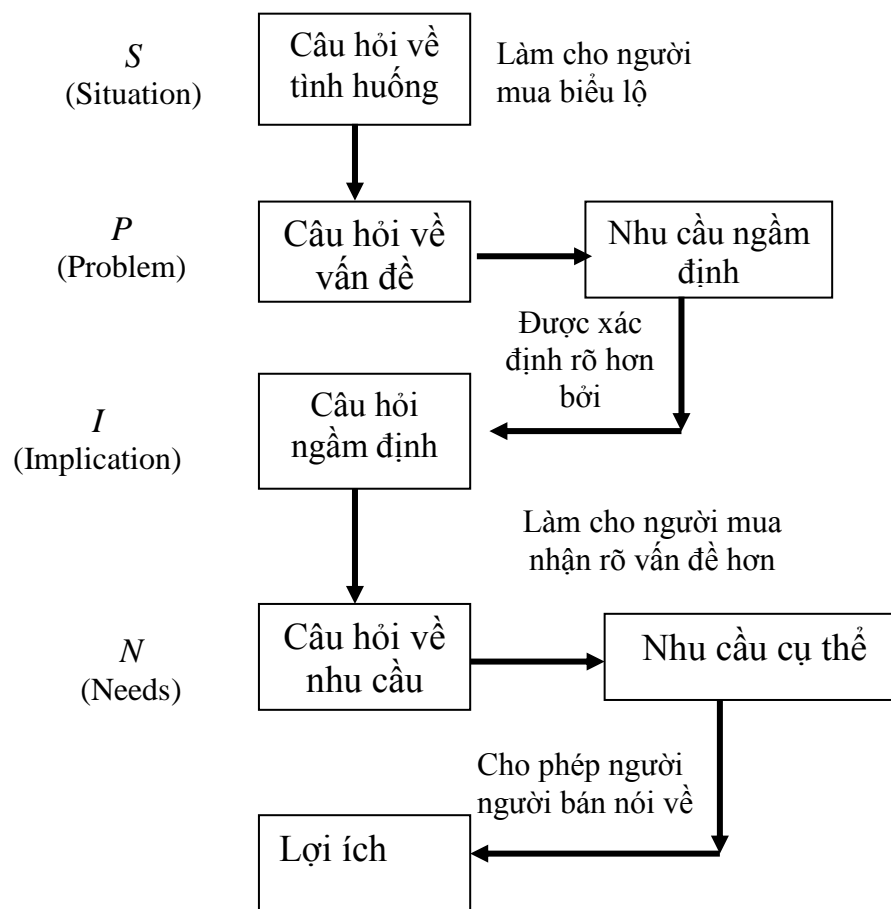 S
(Situation)
Câu hỏi về
tình huống
Làm cho người
mua biểu lộ
P
(Problem)
Câu hỏi về
vấn đề
Nhu cầu ngầm
định
Được xác
định rõ hơn
bởi
I
(Implication)
Câu hỏi
ngầm định
Làm cho người mua
nhận rõ vấn đề hơn
N
(Needs)
Câu hỏi về
nhu cầu
Nhu cầu cụ thể
Cho phép người
người bán nói về
Lợi ích